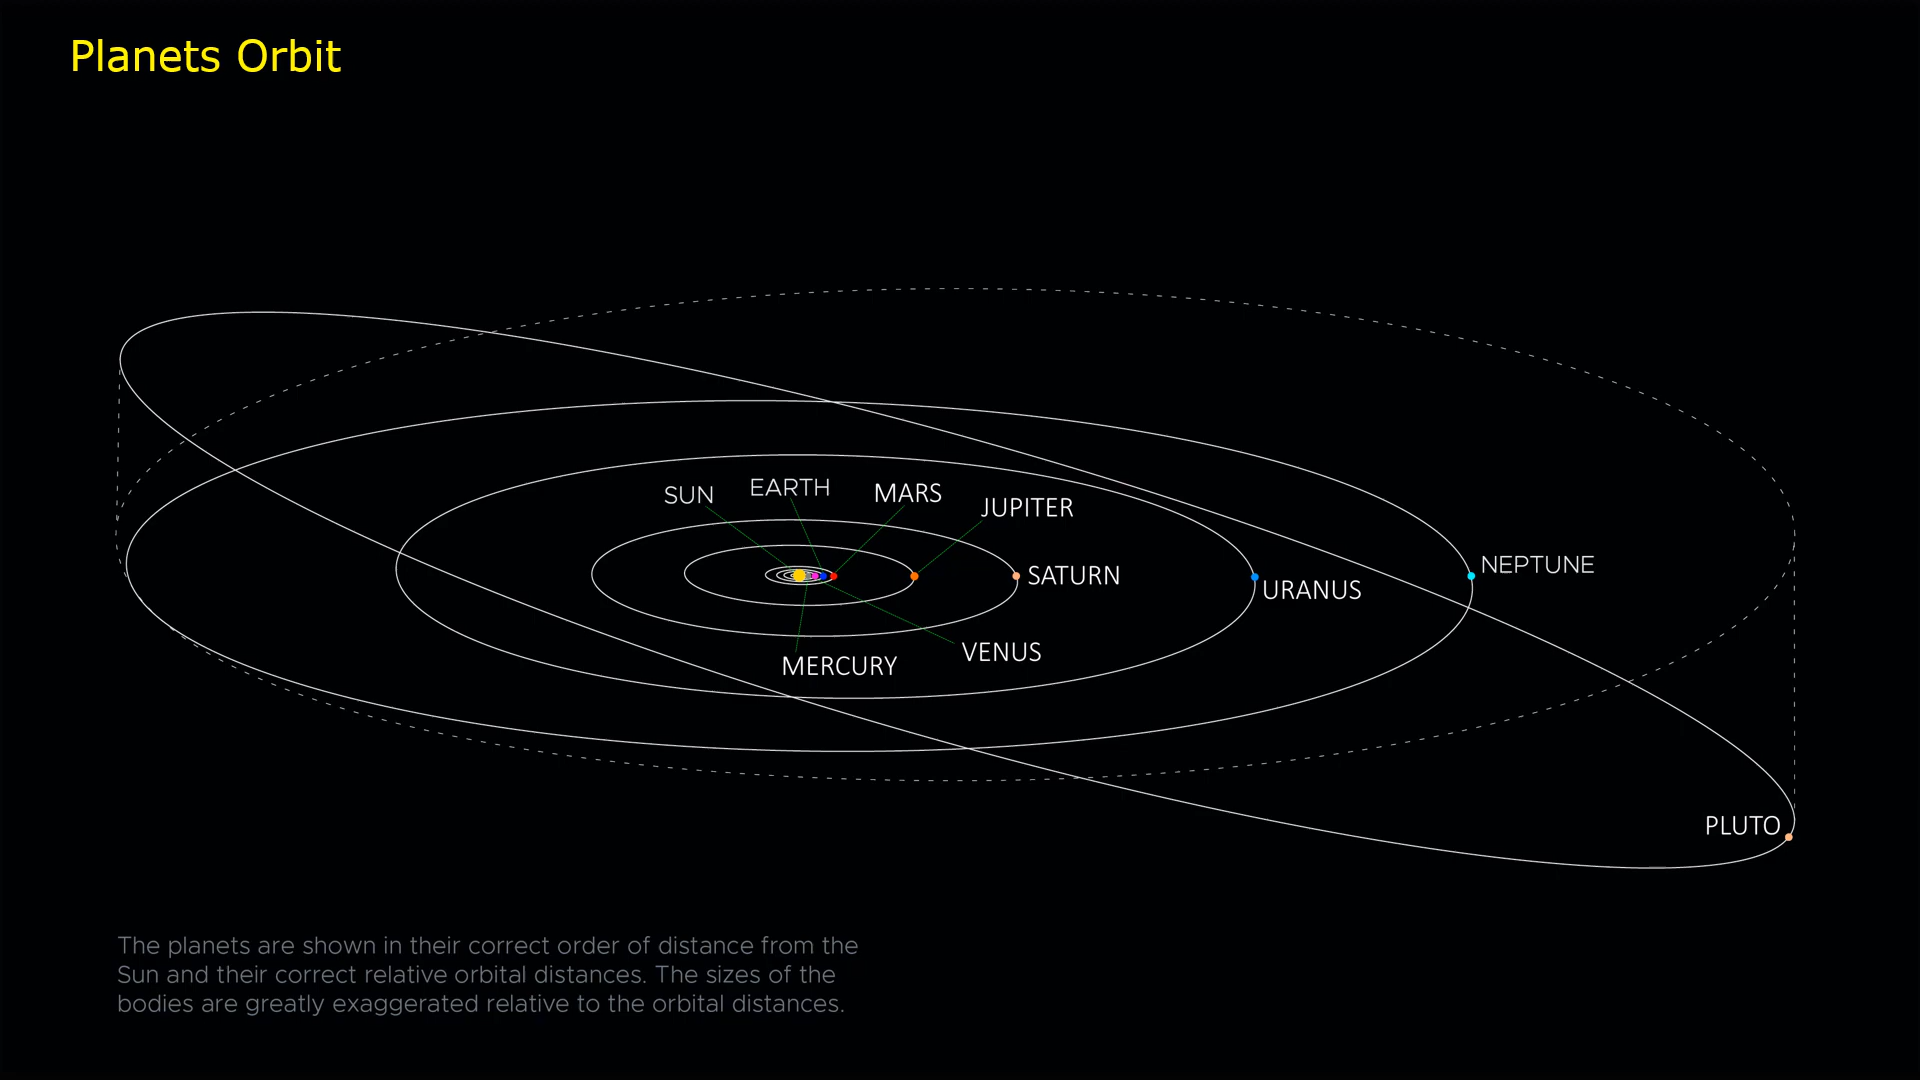 Planets Orbit
SUN
EARTH
MARS
JUPITER
SATURN
URANUS
NEPTUNE
VENUS
MERCURY
PLUTO
The planets are shown in their correct order of distance from the
Sun and their correct relative orbital distances. The sizes of the
bodies are greatly exaggerated relative to the orbital distances.